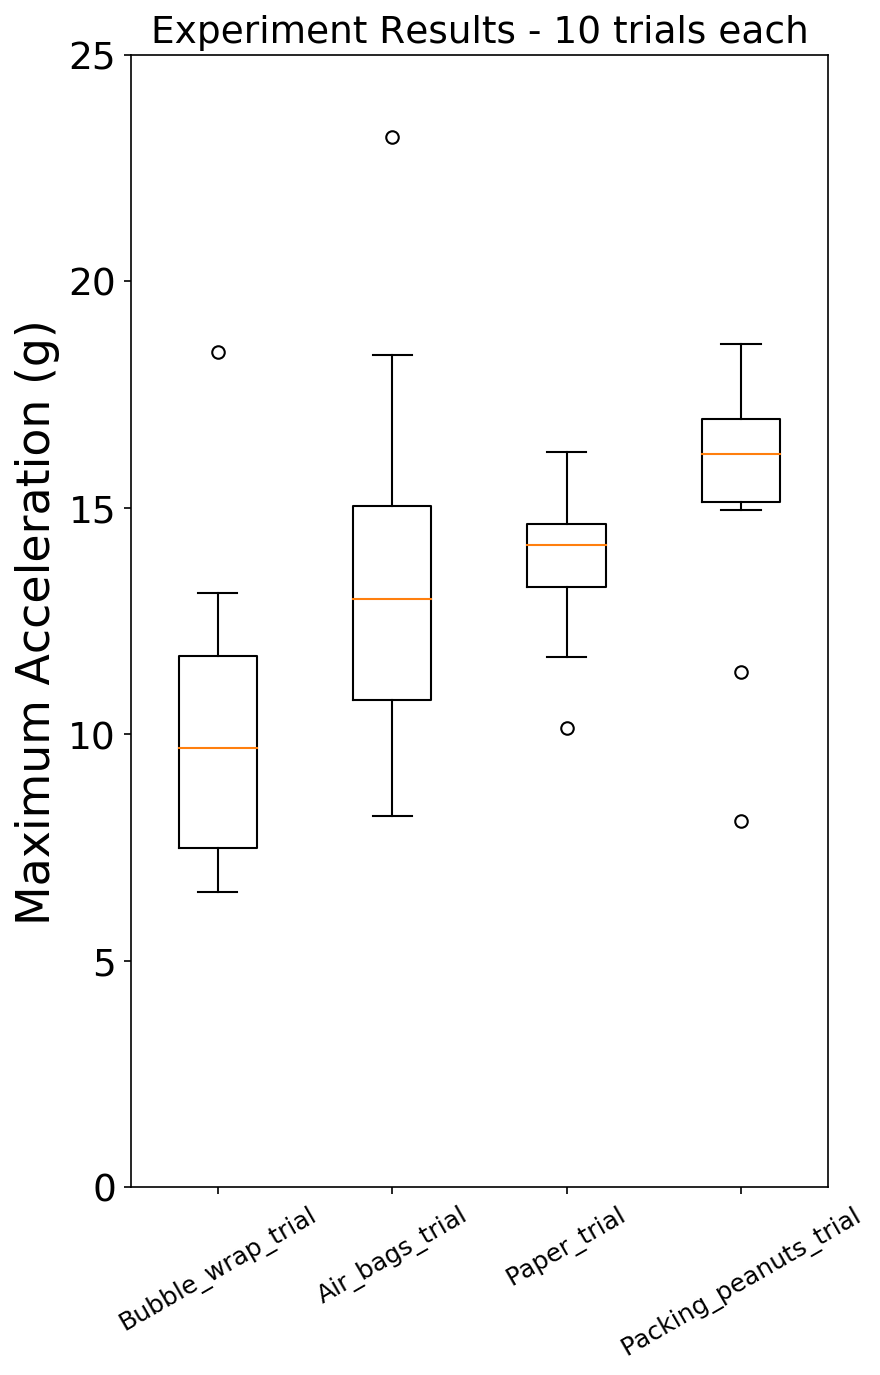 Experiment Results - 10 trials each
Maximum Acceleration (g)
25
20
15
10
5
0
Bubble_wrap_trial
Air_bags_trial
Paper_trial
Packing_peanuts_trial